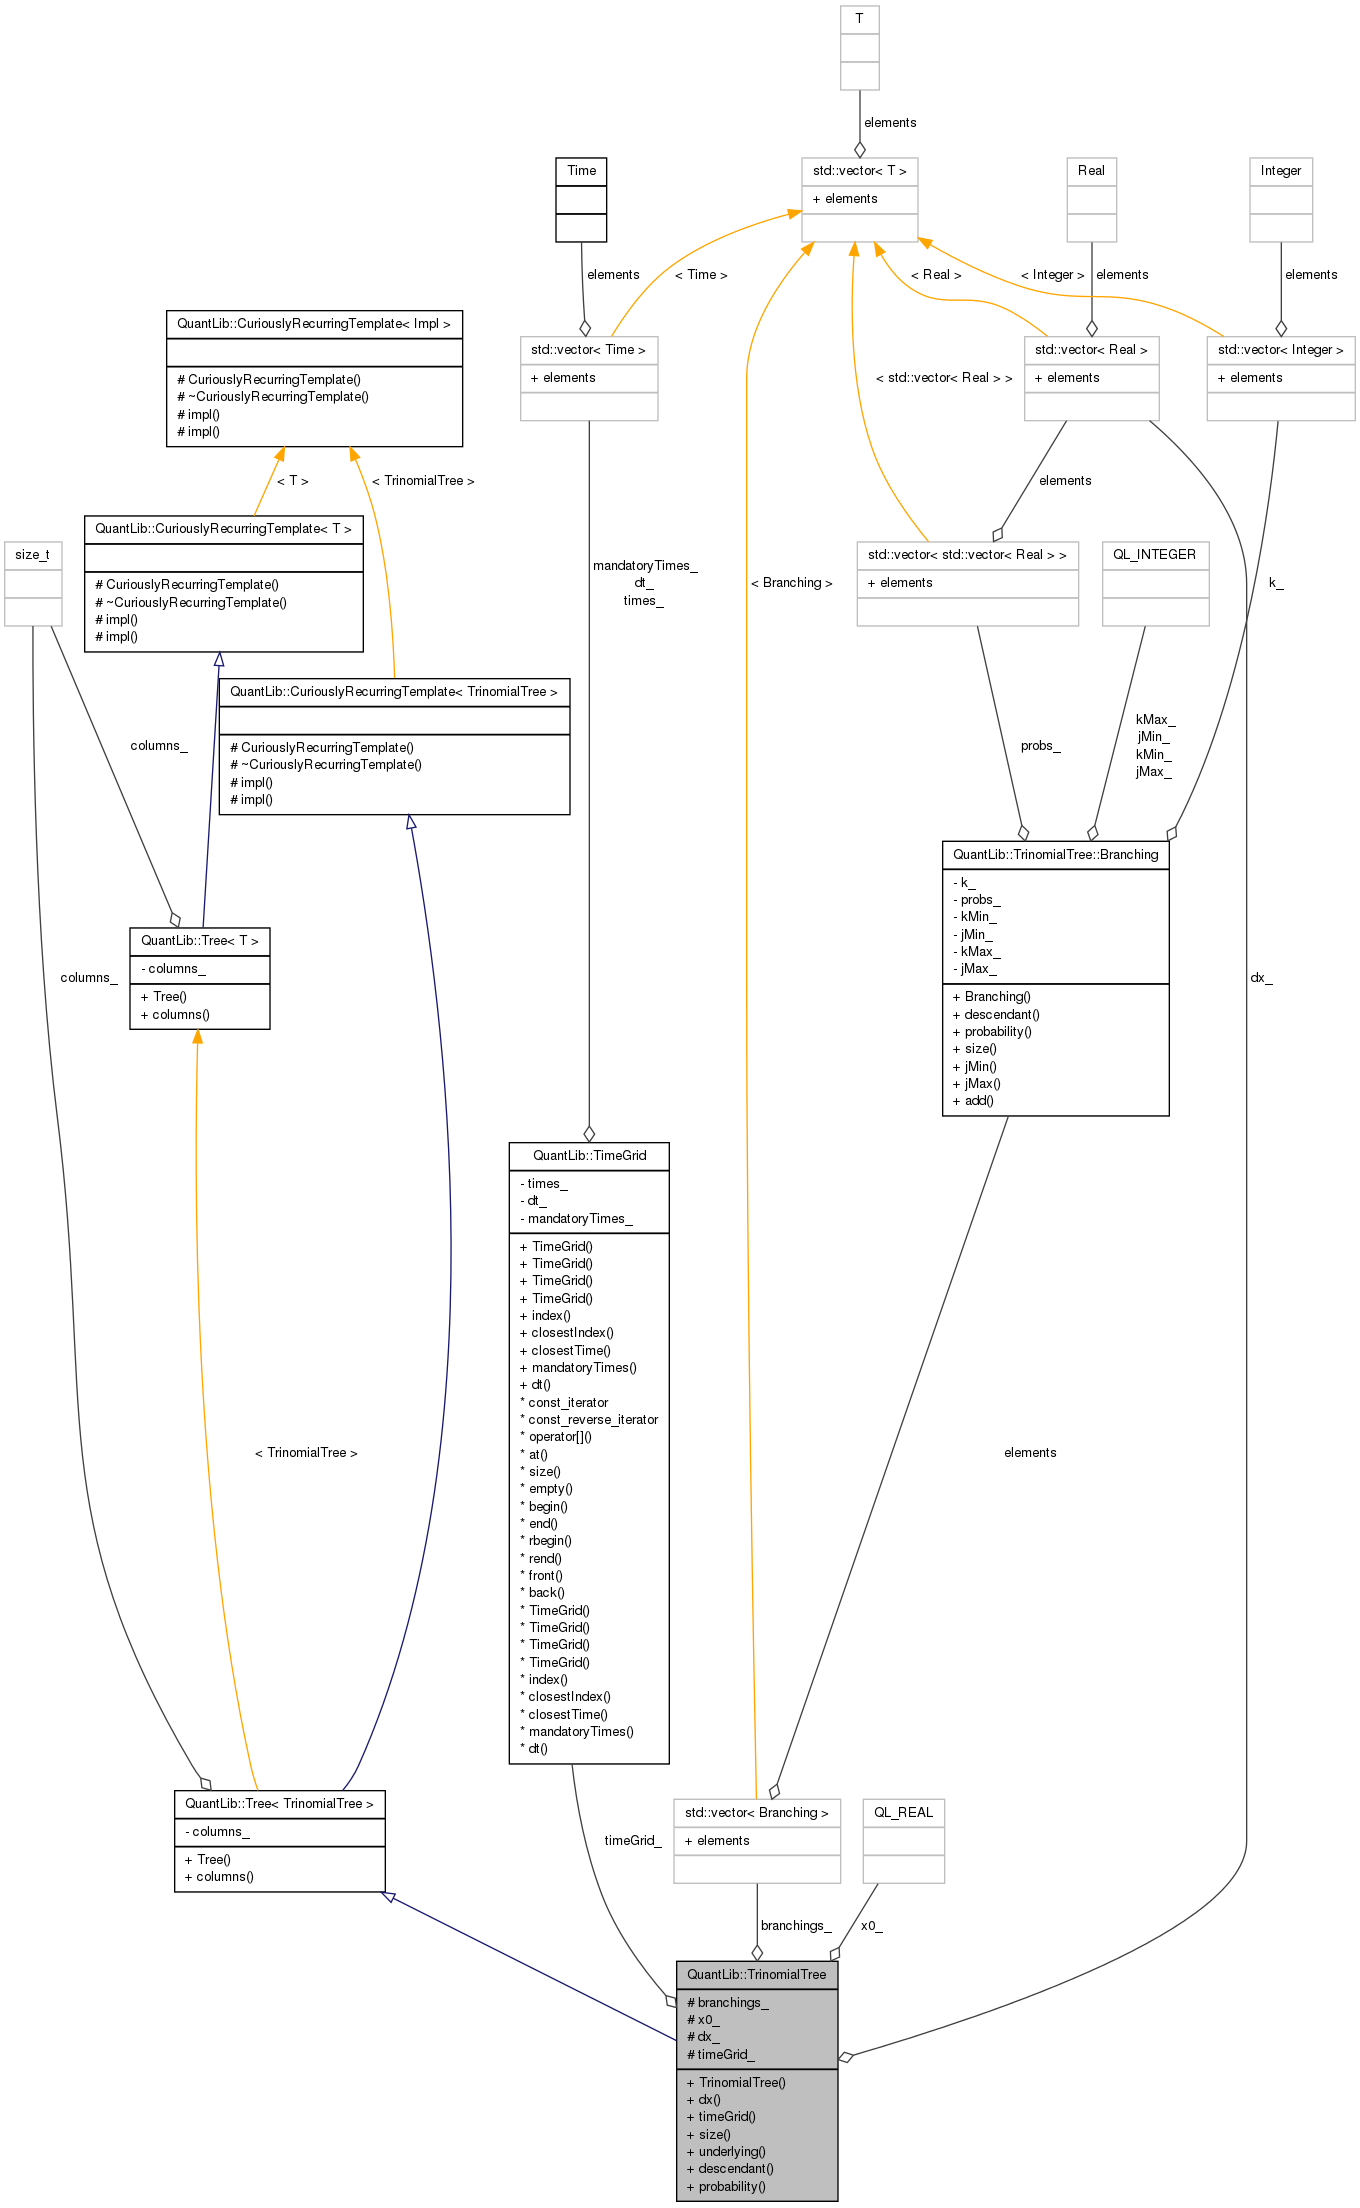 T
elements
Time
std::vector< T >
+ elements
Real
Integer
elements
< Time >
< Real >
< Integer >
elements
elements
QuantLib::CuriouslyRecurringTemplate< Impl >
# CuriouslyRecurringTemplate()
# ~CuriouslyRecurringTemplate()
# impl()
# impl()
std::vector< Time >
+ elements
std::vector< Real >
+ elements
std::vector< Integer >
+ elements
< std::vector< Real > >
< T >
< TrinomialTree >
elements
size_t
QuantLib::CuriouslyRecurringTemplate< T >
# CuriouslyRecurringTemplate()
# ~CuriouslyRecurringTemplate()
# impl()
# impl()
mandatoryTimes_
dt_
times_
< Branching >
std::vector< std::vector< Real > >
+ elements
QL_INTEGER
k_
columns_
QuantLib::CuriouslyRecurringTemplate< TrinomialTree >
# CuriouslyRecurringTemplate()
# ~CuriouslyRecurringTemplate()
# impl()
# impl()
probs_
kMax_
jMin_
kMin_
jMax_
QuantLib::TrinomialTree::Branching
- k_
- probs_
- kMin_
- jMin_
- kMax_
- jMax_
+ Branching()
+ descendant()
+ probability()
+ size()
+ jMin()
+ jMax()
+ add()
columns_
QuantLib::Tree< T >
- columns_
+ Tree()
+ columns()
dx_
QuantLib::TimeGrid
- times_
- dt_
- mandatoryTimes_
+ TimeGrid()
+ TimeGrid()
+ TimeGrid()
+ TimeGrid()
+ index()
+ closestIndex()
+ closestTime()
+ mandatoryTimes()
+ dt()
* const_iterator
* const_reverse_iterator
* operator[]()
* at()
* size()
* empty()
* begin()
* end()
* rbegin()
* rend()
* front()
* back()
* TimeGrid()
* TimeGrid()
* TimeGrid()
* TimeGrid()
* index()
* closestIndex()
* closestTime()
* mandatoryTimes()
* dt()
< TrinomialTree >
elements
QuantLib::Tree< TrinomialTree >
- columns_
+ Tree()
+ columns()
timeGrid_
std::vector< Branching >
+ elements
QL_REAL
branchings_
x0_
QuantLib::TrinomialTree
# branchings_
# x0_
# dx_
# timeGrid_
+ TrinomialTree()
+ dx()
+ timeGrid()
+ size()
+ underlying()
+ descendant()
+ probability()